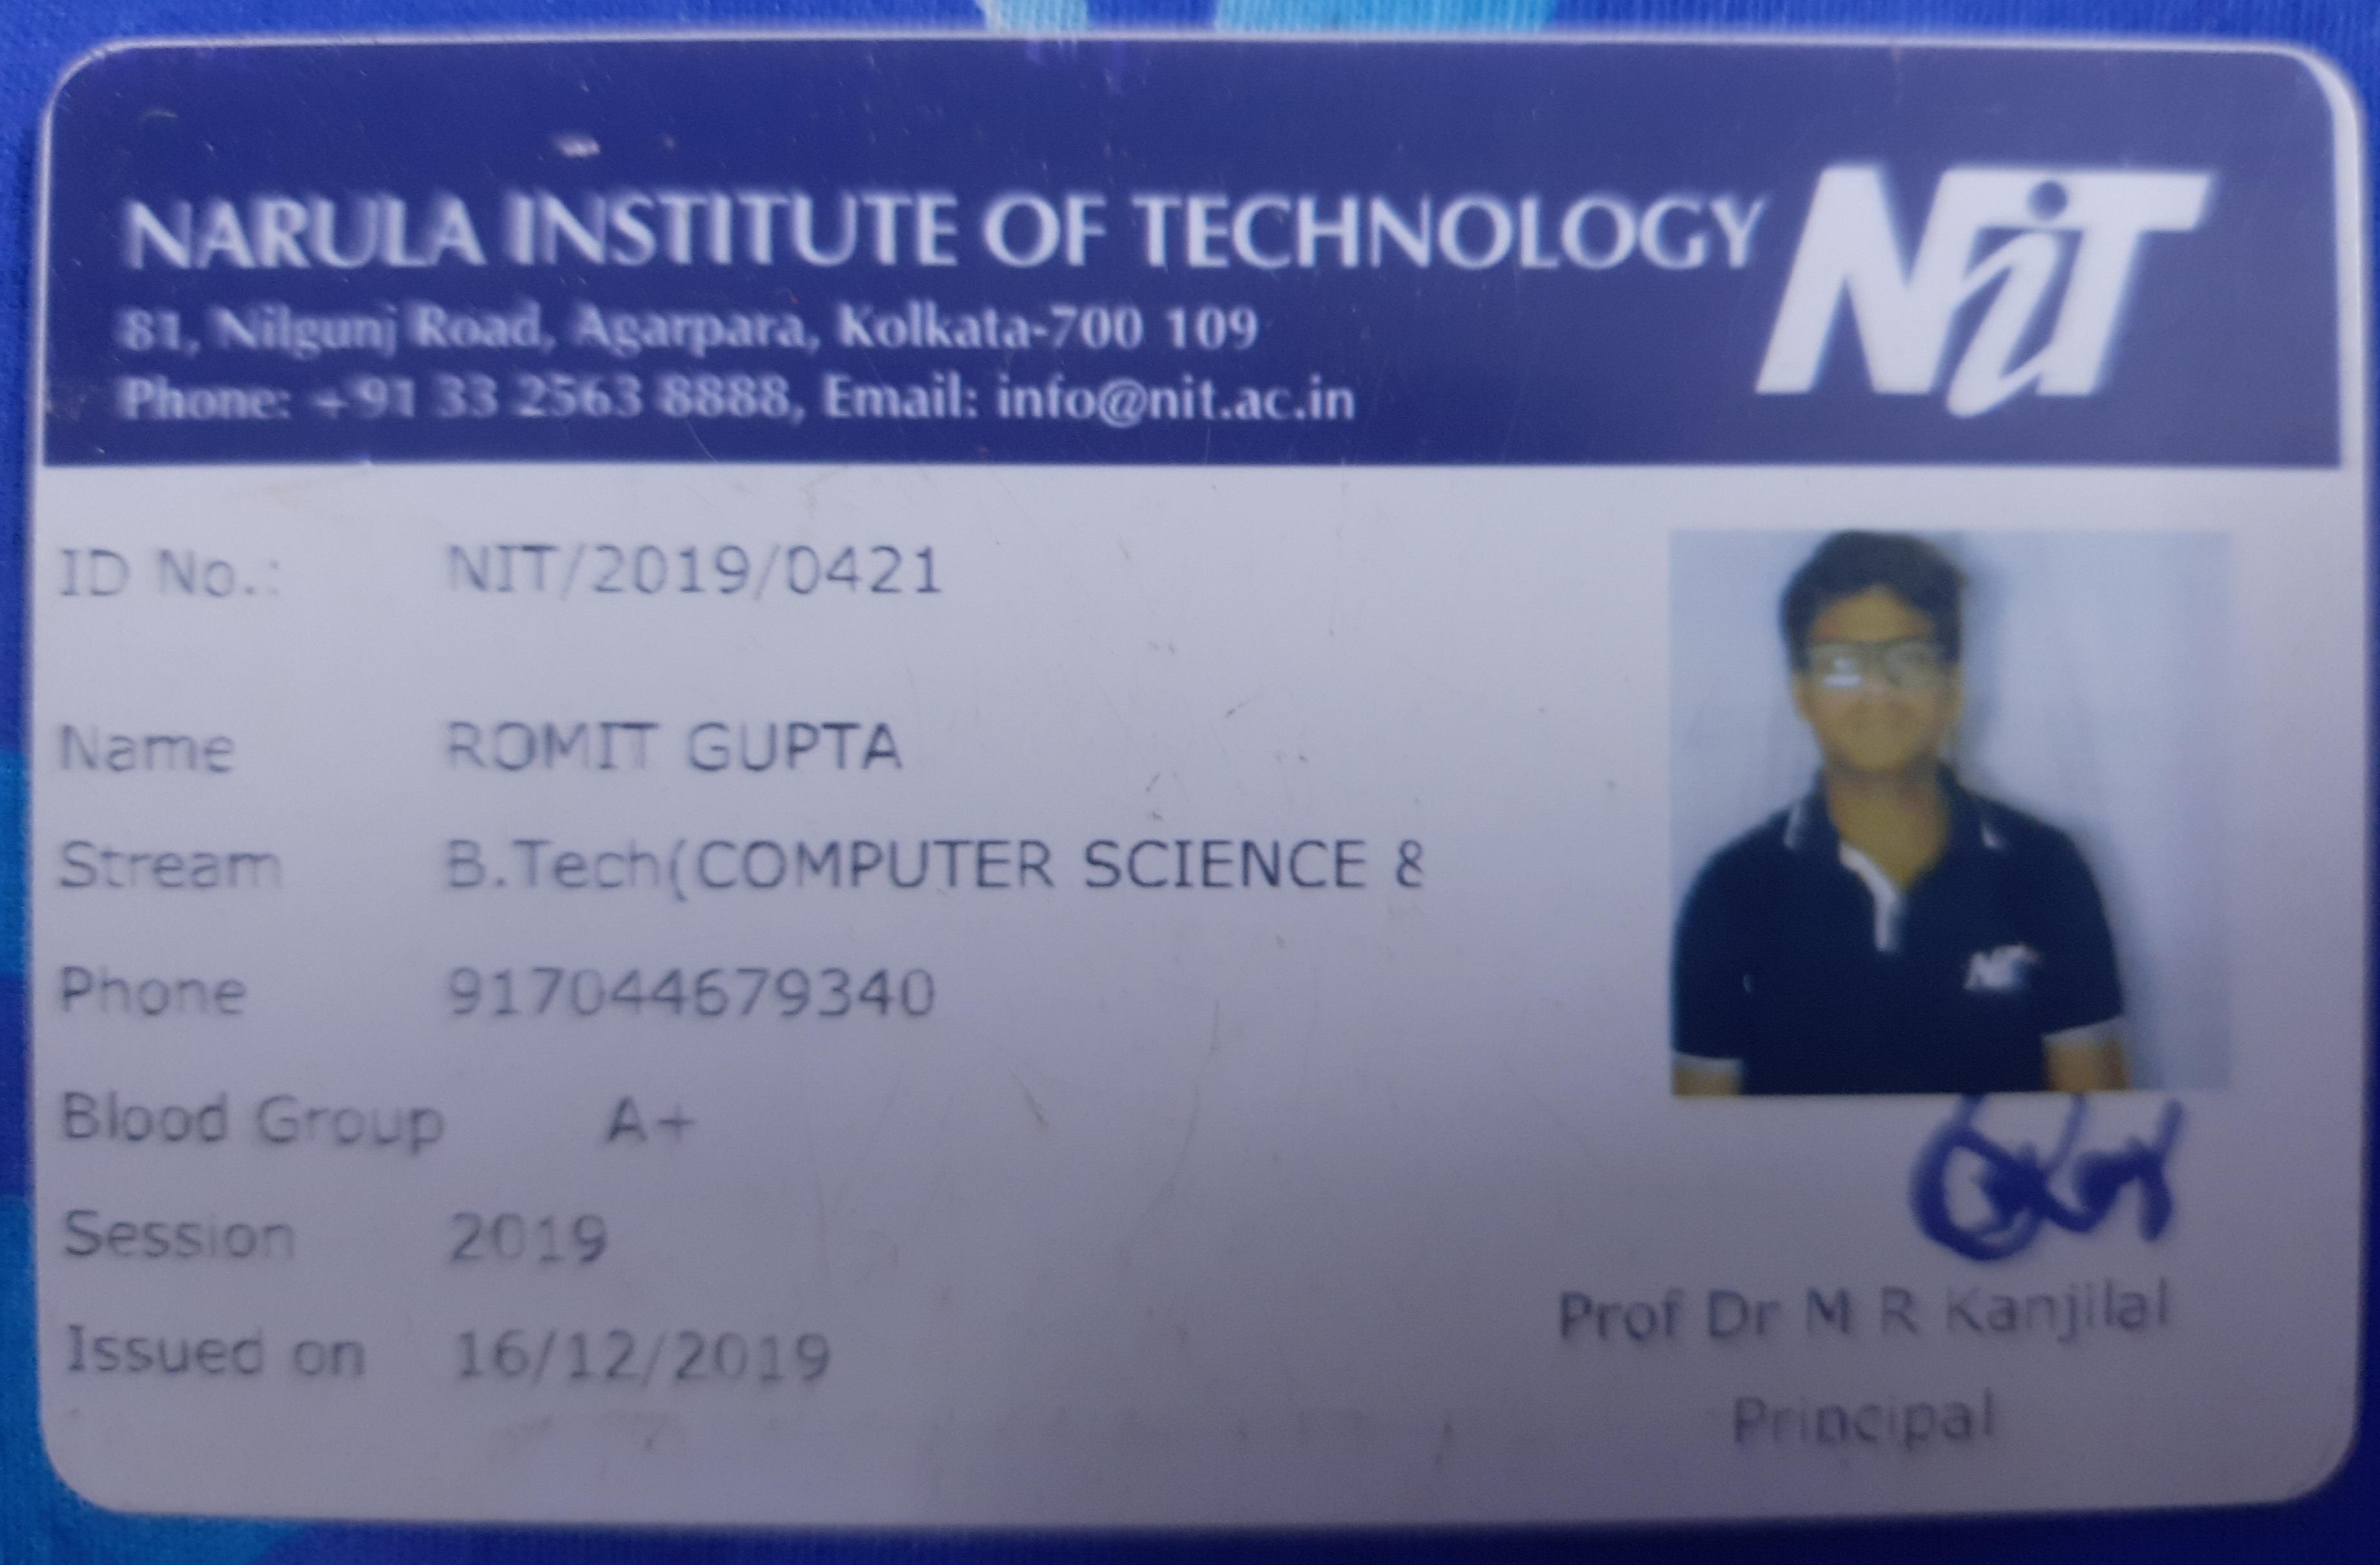 NARULA INSTITUTE OF TECHNOLOGY NiT
81, Nilgunj Road, Agarpara, Kolkata-700 109
Phone: +91 33 2563 8888, Email: info@nit.ac.in
ID No.: NIT/2019/0421
Name ROMIT GUPTA
Stream B.Tech(COMPUTER SCIENCE &
Phone 917044679340
NiT
Blood Group A+
Session 2019
Issued on 16/12/2019
Prof Dr M R Kanjilal
Principal